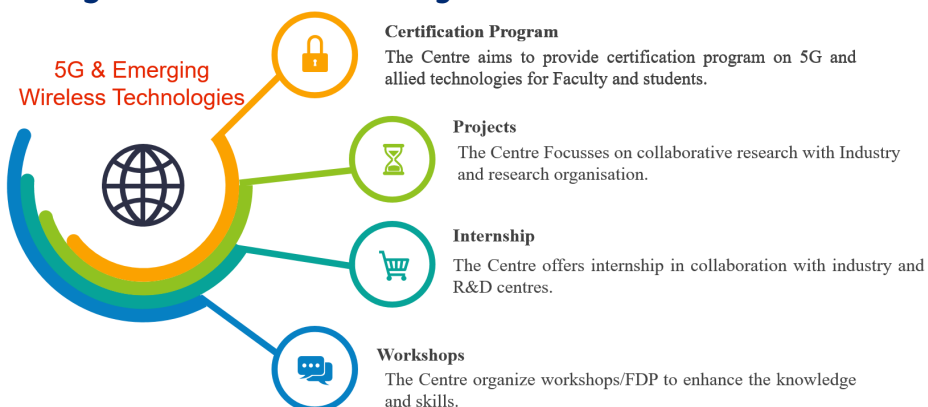 5G & Emerging
Wireless Technologies
Certification Program
The Centre aims to provide certification program on 5G and
allied technologies for Faculty and students.
Projects
The Centre Focusses on collaborative research with Industry
and research organisation.
Internship
The Centre offers internship in collaboration with industry and
R&D centres.
Workshops
The Centre organize workshops/FDP to enhance the knowledge
and skills.